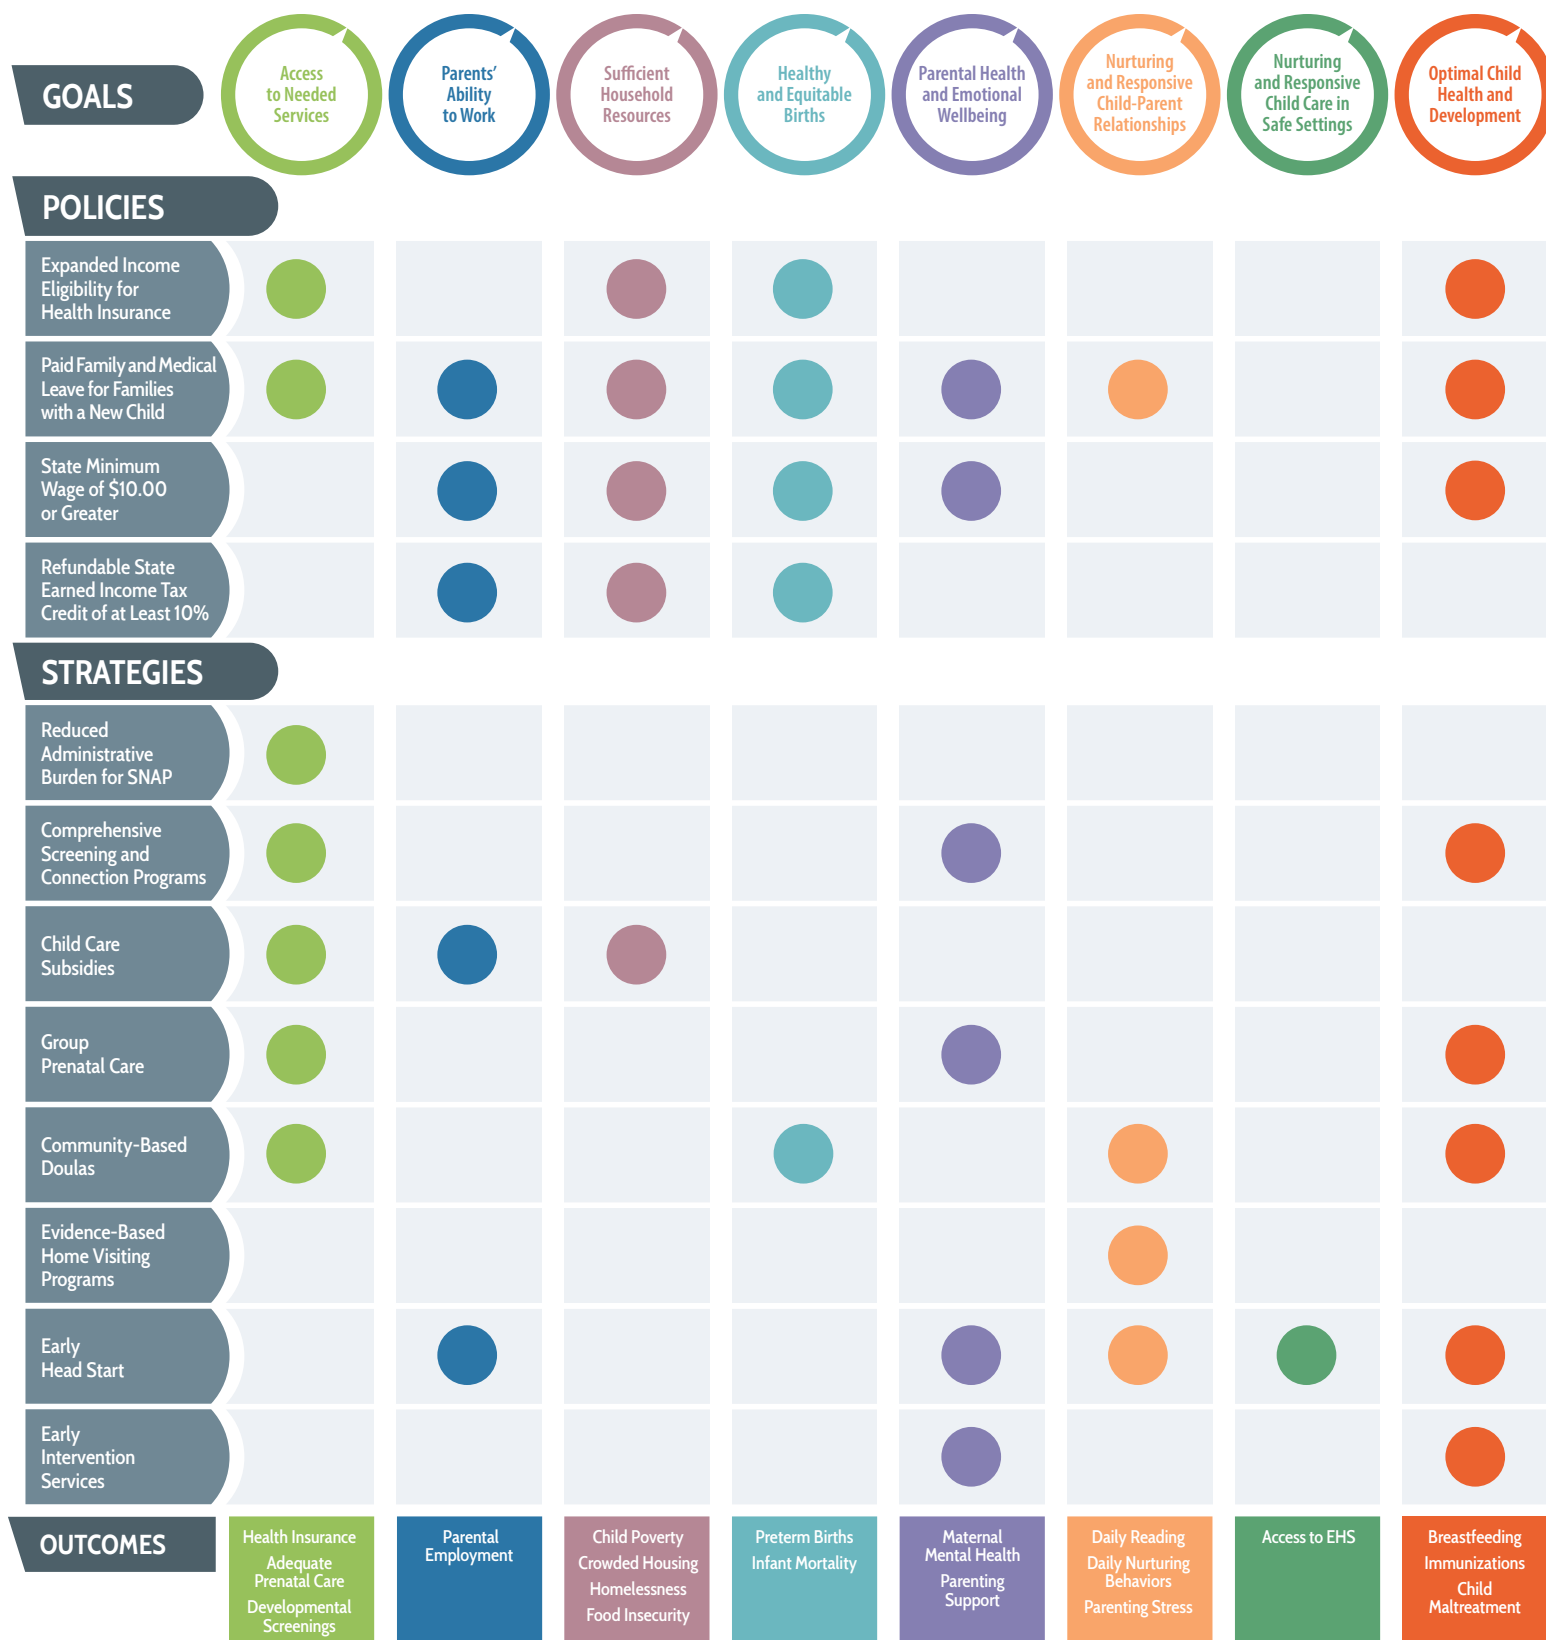 GOALS
Access
to Needed
Services
Parents'
Ability
to Work
Sufficient
Household
Resources
Healthy
and Equitable
Births
Parental Health
and Emotional
Wellbeing
Nurturing
and Responsive
Child-Parent
Relationships
Nurturing
and Responsive
Child Care in
Safe Settings
Optimal Child
Health and
Development
POLICIES
Expanded Income
Eligibility for
Health Insurance
Paid Family and Medical
Leave for Families
with a New Child
State Minimum
Wage of $10.00
or Greater
Refundable State
Earned Income Tax
Credit of at Least 10%
STRATEGIES
Reduced
Administrative
Burden for SNAP
Comprehensive
Screening and
Connection Programs
Child Care
Subsidies
Group
Prenatal Care
Community-Based
Doulas
Evidence-Based
Home Visiting
Programs
Early
Head Start
Early
Intervention
Services
OUTCOMES
Health Insurance
Adequate
Prenatal Care
Developmental
Screenings
Parental
Employment
Child Poverty
Crowded Housing
Homelessness
Food Insecurity
Preterm Births
Infant Mortality
Maternal
Mental Health
Parenting
Support
Daily Reading
Daily Nurturing
Behaviors
Parenting Stress
Access to EHS
Breastfeeding
Immunizations
Child
Maltreatment